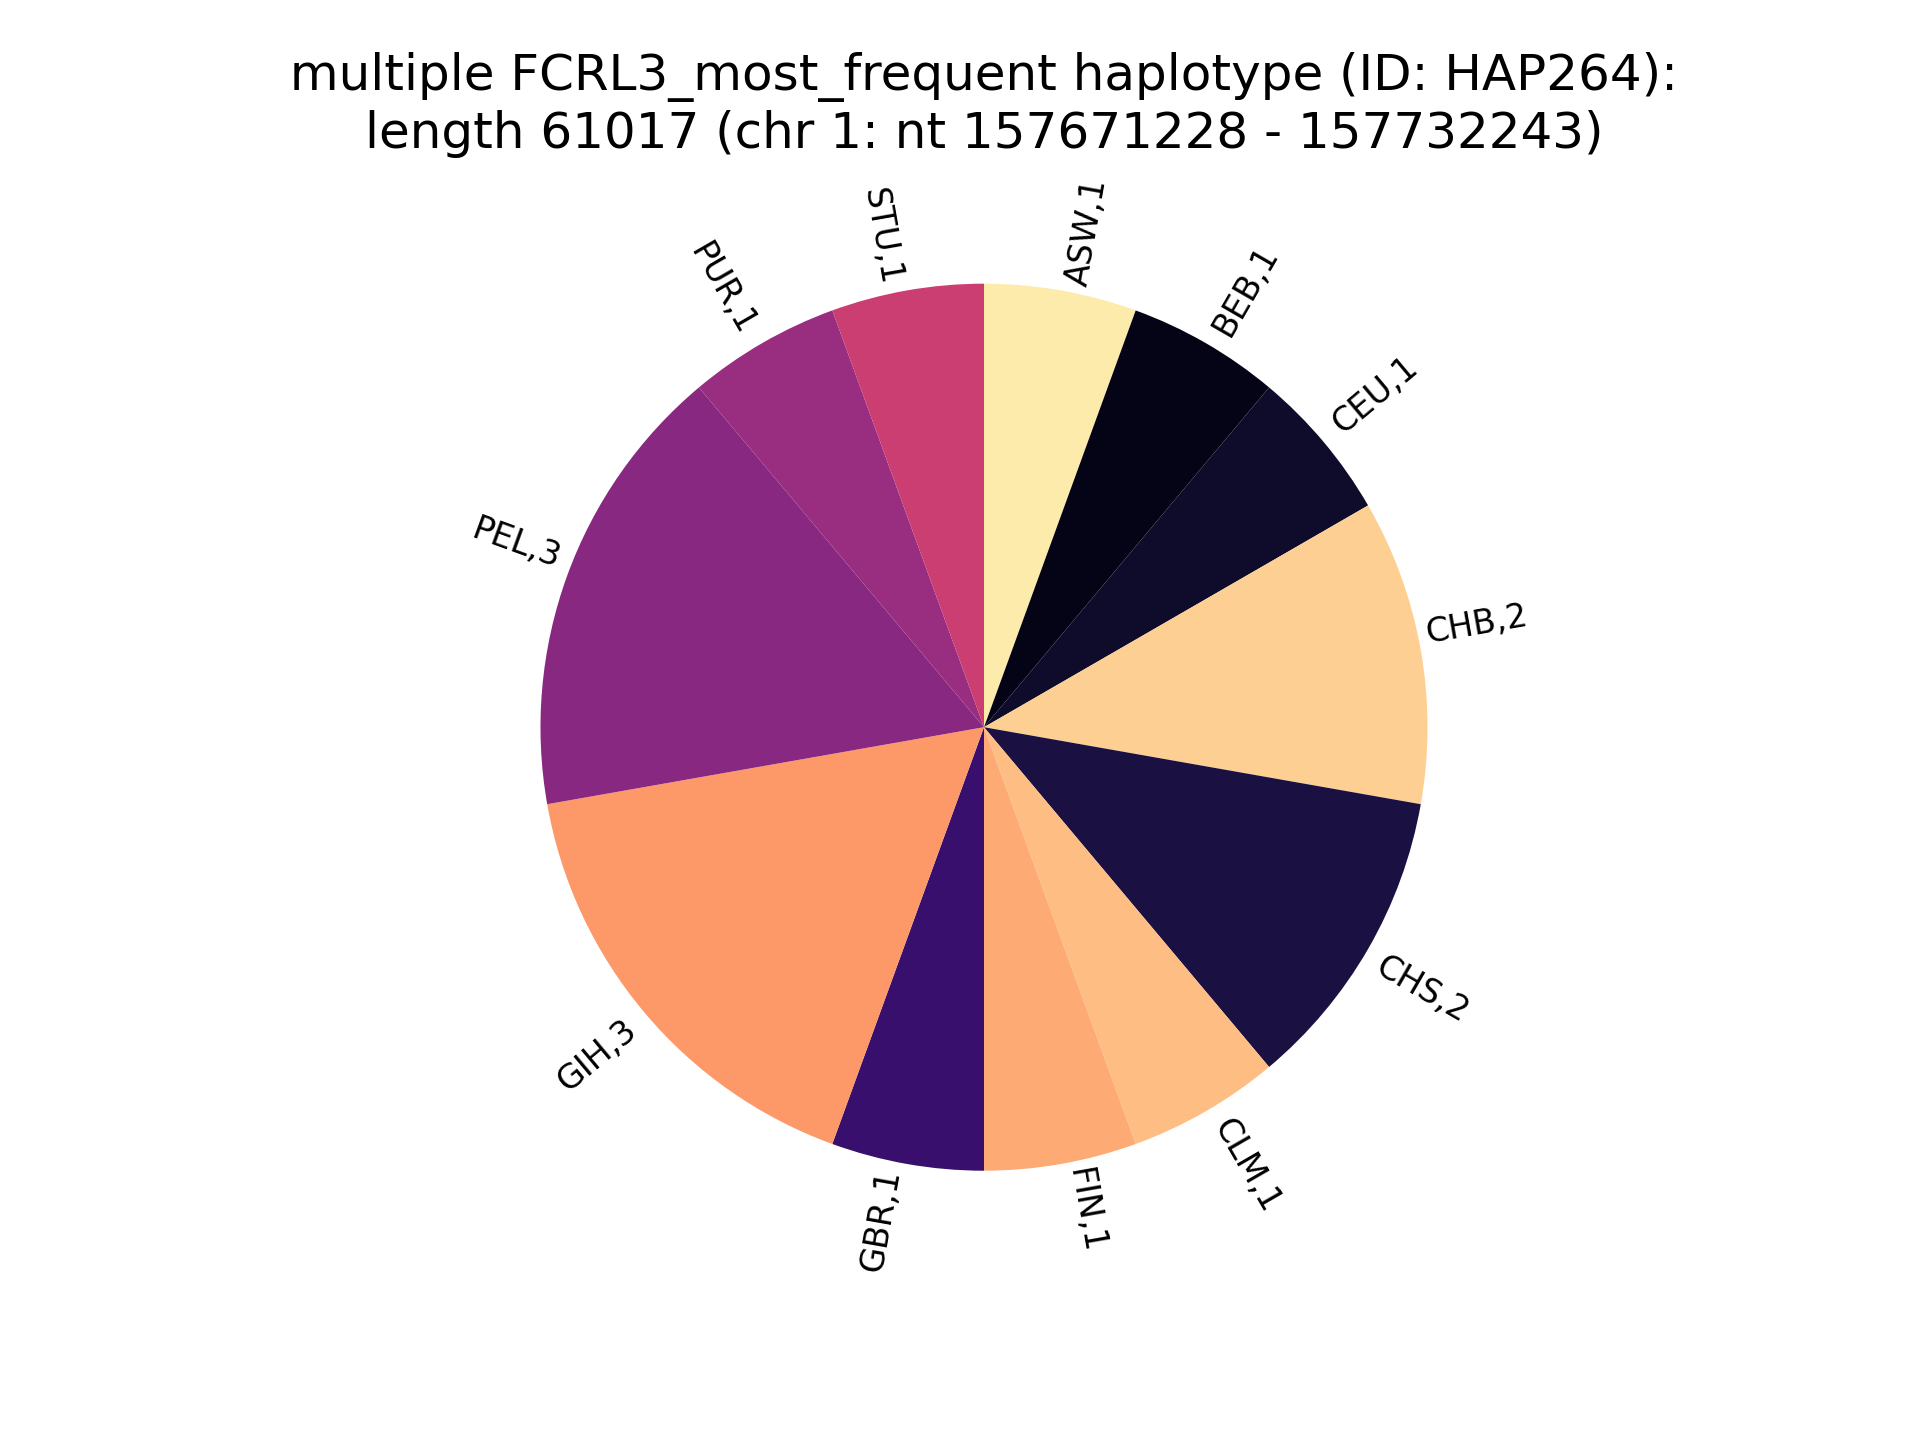 multiple FCRL3_most_frequent haplotype (ID: HAP264):
length 61017 (chr 1: nt 157671228 - 157732243)
ASW,1
BEB,1
CEU,1
CHB,2
CHS,2
CLM,1
FIN,1
GBR,1
GIH,3
PEL,3
PUR,1
STU,1